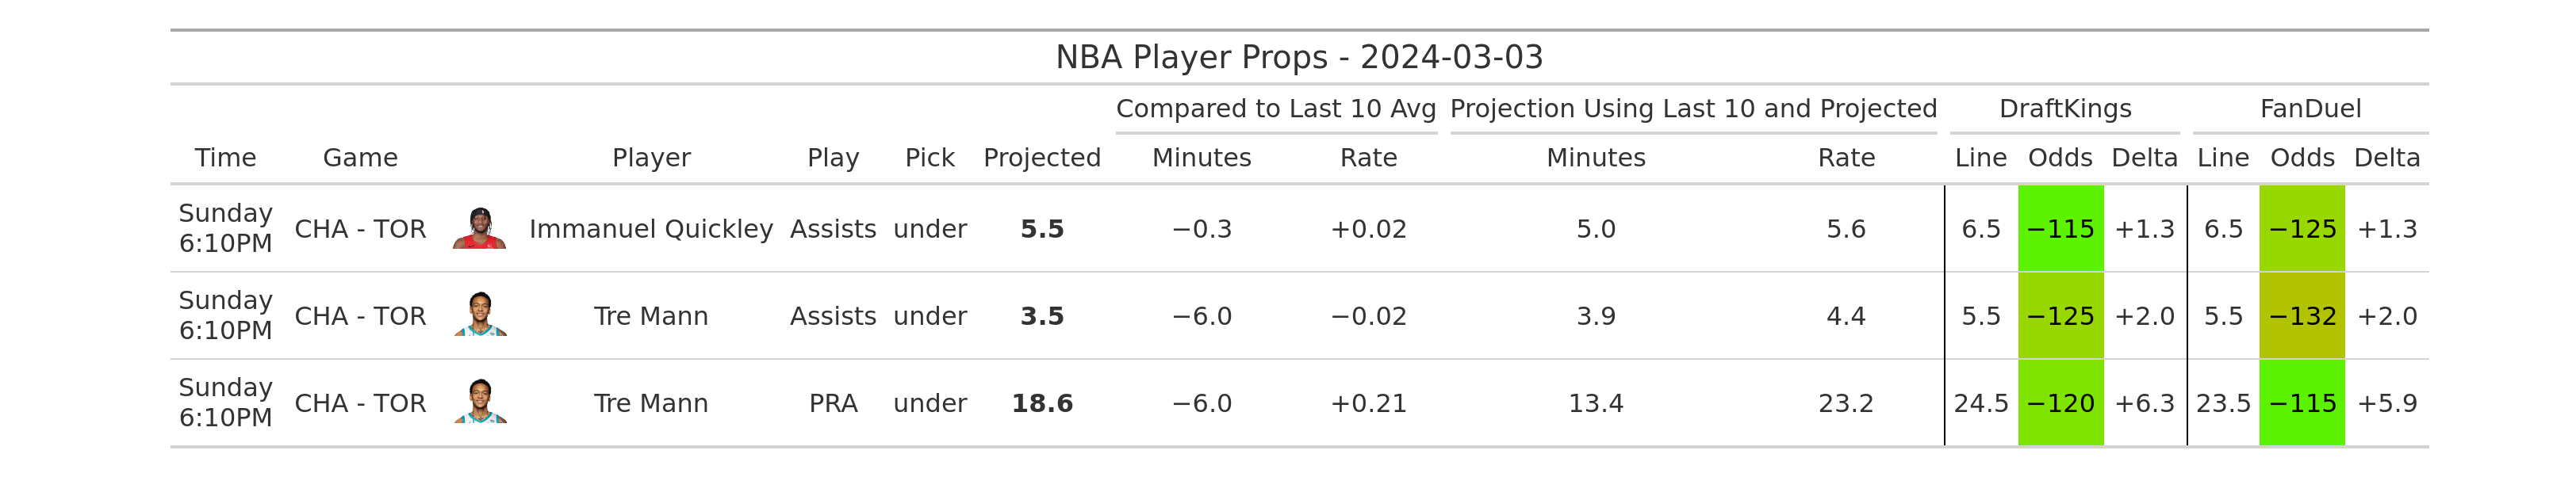 NBA Player Props - 2024-03-03
Compared to Last 10 Avg Projection Using Last 10 and Projected DraftKings FanDuel
Time Game Player Play Pick Projected Minutes Rate Minutes Rate Line Odds Delta Line Odds Delta
Sunday 6:10PM CHA - TOR Immanuel Quickley Assists under 5.5 −0.3 +0.02 5.0 5.6 6.5 −115 +1.3 6.5 −125 +1.3
Sunday 6:10PM CHA - TOR Tre Mann Assists under 3.5 −6.0 −0.02 3.9 4.4 5.5 −125 +2.0 5.5 −132 +2.0
Sunday 6:10PM CHA - TOR Tre Mann PRA under 18.6 −6.0 +0.21 13.4 23.2 24.5 −120 +6.3 23.5 −115 +5.9